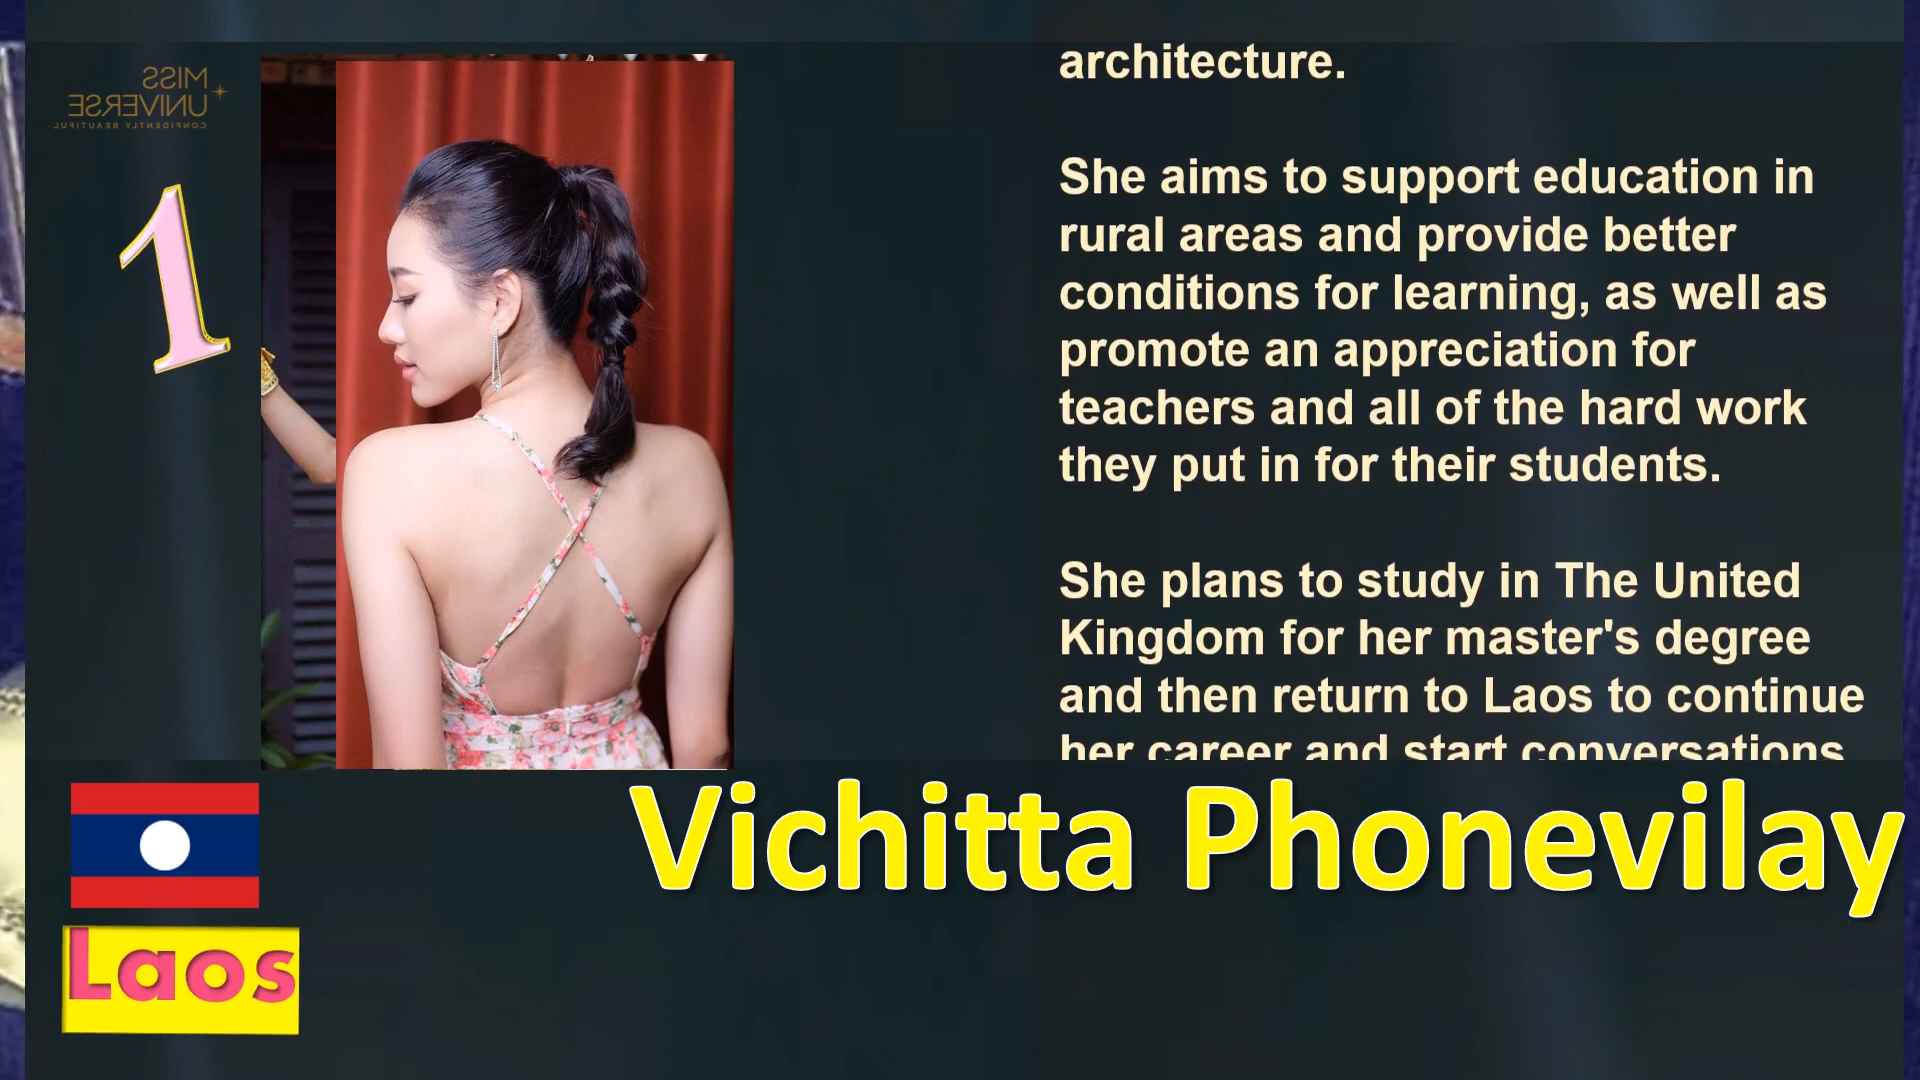 MISS
UNIVERSE
CONFIDENTLY BEAUTIFUL
1
architecture.
She aims to support education in
rural areas and provide better
conditions for learning, as well as
promote an appreciation for
teachers and all of the hard work
they put in for their students.
She plans to study in The United
Kingdom for her master's degree
and then return to Laos to continue
her career and start conversations
Vichitta Phonevilay
Laos